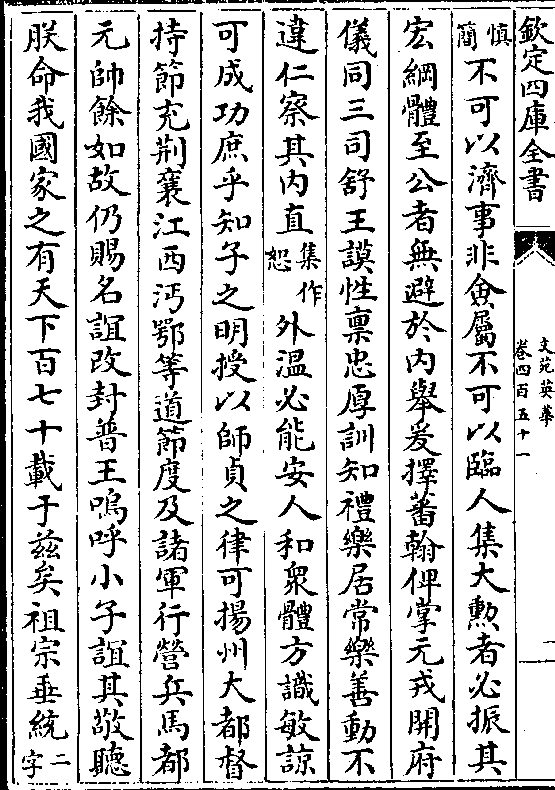 欽定四庫全書
文苑英華
卷四百五十一
慎簡不可以濟事非僉屬不可以臨人集大勲者必振其
宏綱體至公者無避於内舉爰擇蕃翰俾掌元戎開府
儀同三司舒王謨性禀忠厚訓知禮樂居常樂善動不
違仁察其内直集作恕外温必能安人和衆體方識敏諒
可成功庶乎知子之明授以師貞之律可揚州大都督
持節充荆襄江西沔鄂等道節度及諸軍行營兵馬都
元帥餘如故仍賜名誼改封普王嗚呼小子誼其敬聽
朕命我國家之有天下百七十載于兹矣祖宗垂統二字